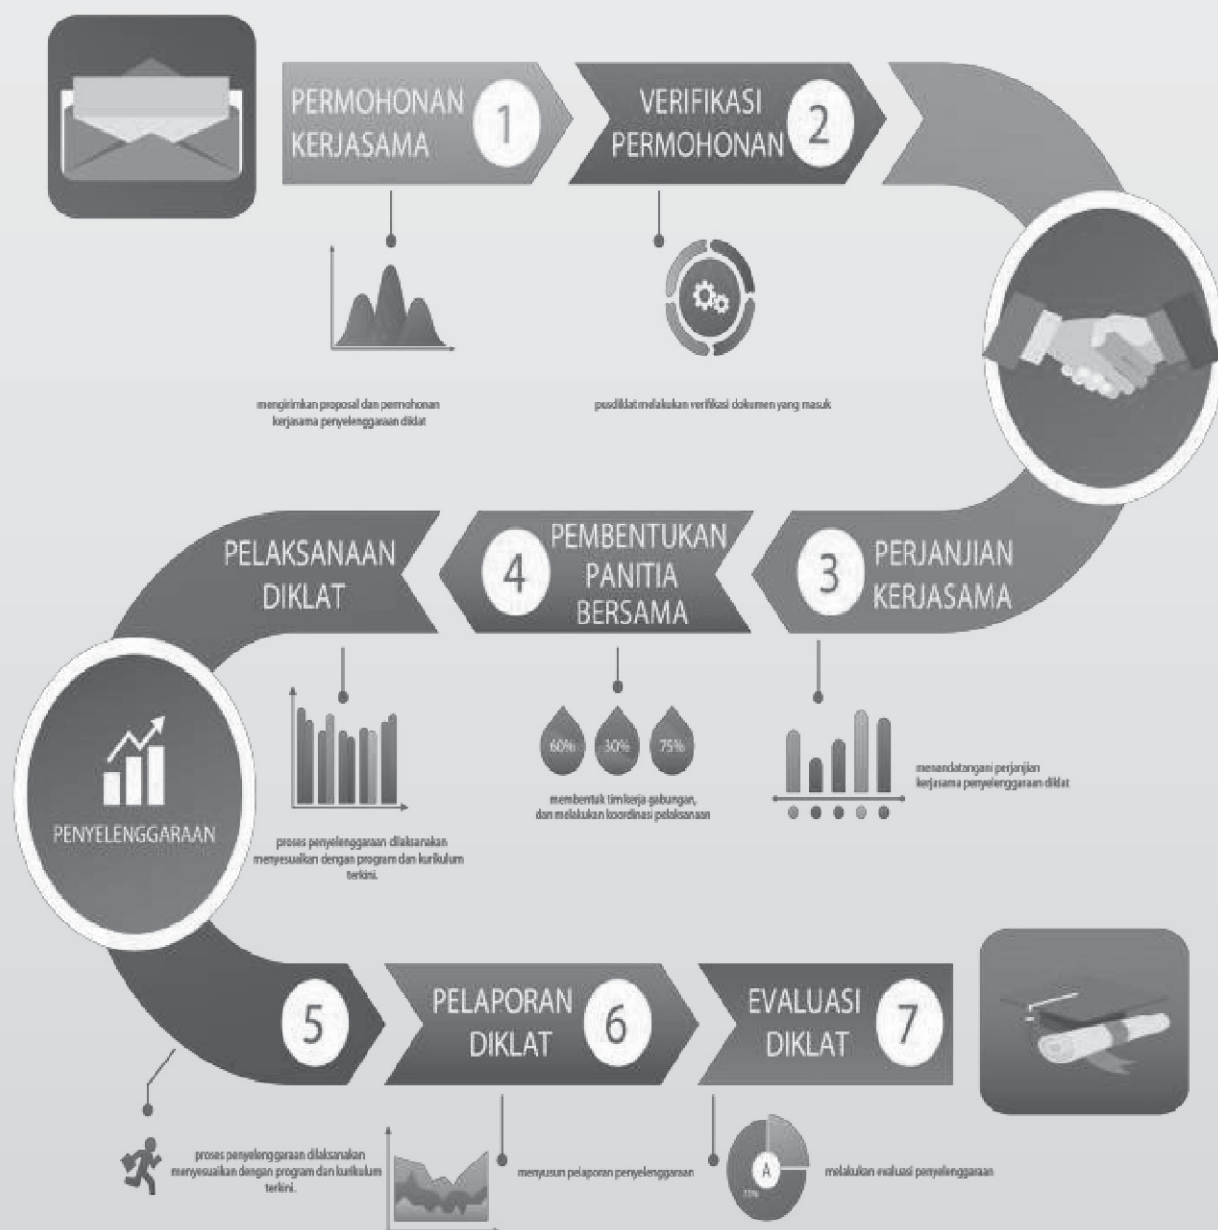 PERMOHONAN
KERJASAMA
1
VERIFIKASI
PERMOHONAN
2
mengirimkan proposal dan permohonan
kerjasama penyelenggaraan diklat
pusdiklat melakukan verifikasi dokumen yang masuk
3
PERJANJIAN
KERJASAMA
menandatangani perjanjian
kerjasama penyelenggaraan diklat
4
PEMBENTUKAN
PANITIA
BERSAMA
60%
30%
75%
membentuk tim kerja gabungan,
dan melakukan koordinasi pelaksanaan
PELAKSANAAN
DIKLAT
proses penyelenggaraan dilaksanakan
menyesuaikan dengan program dan kurikulum
terkini.
PENYELENGGARAAN
5
proses penyelenggaraan dilaksanakan
menyesuaikan dengan program dan kurikulum
terkini.
PELAPORAN
DIKLAT
6
menyusun pelaporan penyelenggaraan
EVALUASI
DIKLAT
7
A
melakukan evaluasi penyelenggaraan